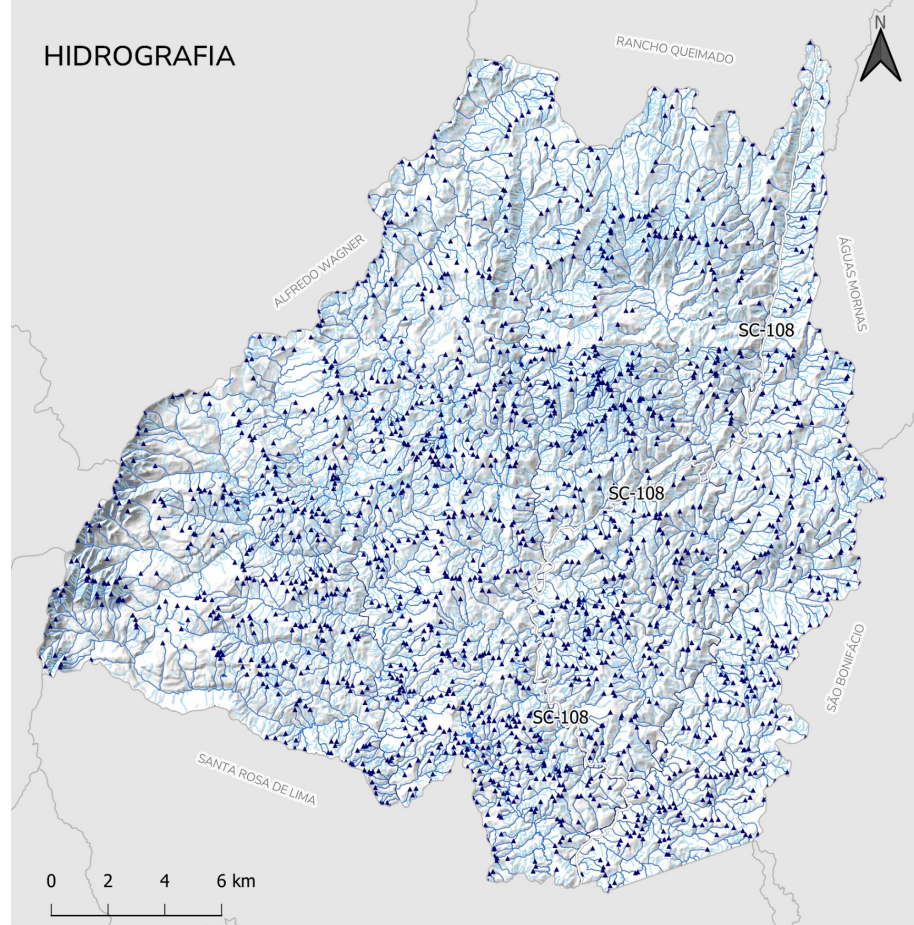 HIDROGRAFIA
RANCHO QUEIMADO
N
ALFREDO WAGNER
ÁGUAS MORNAS
SC-108
SC-108
SÃO BONIFÁCIO
SC-108
SANTA ROSA DE LIMA
0 2 4 6 km